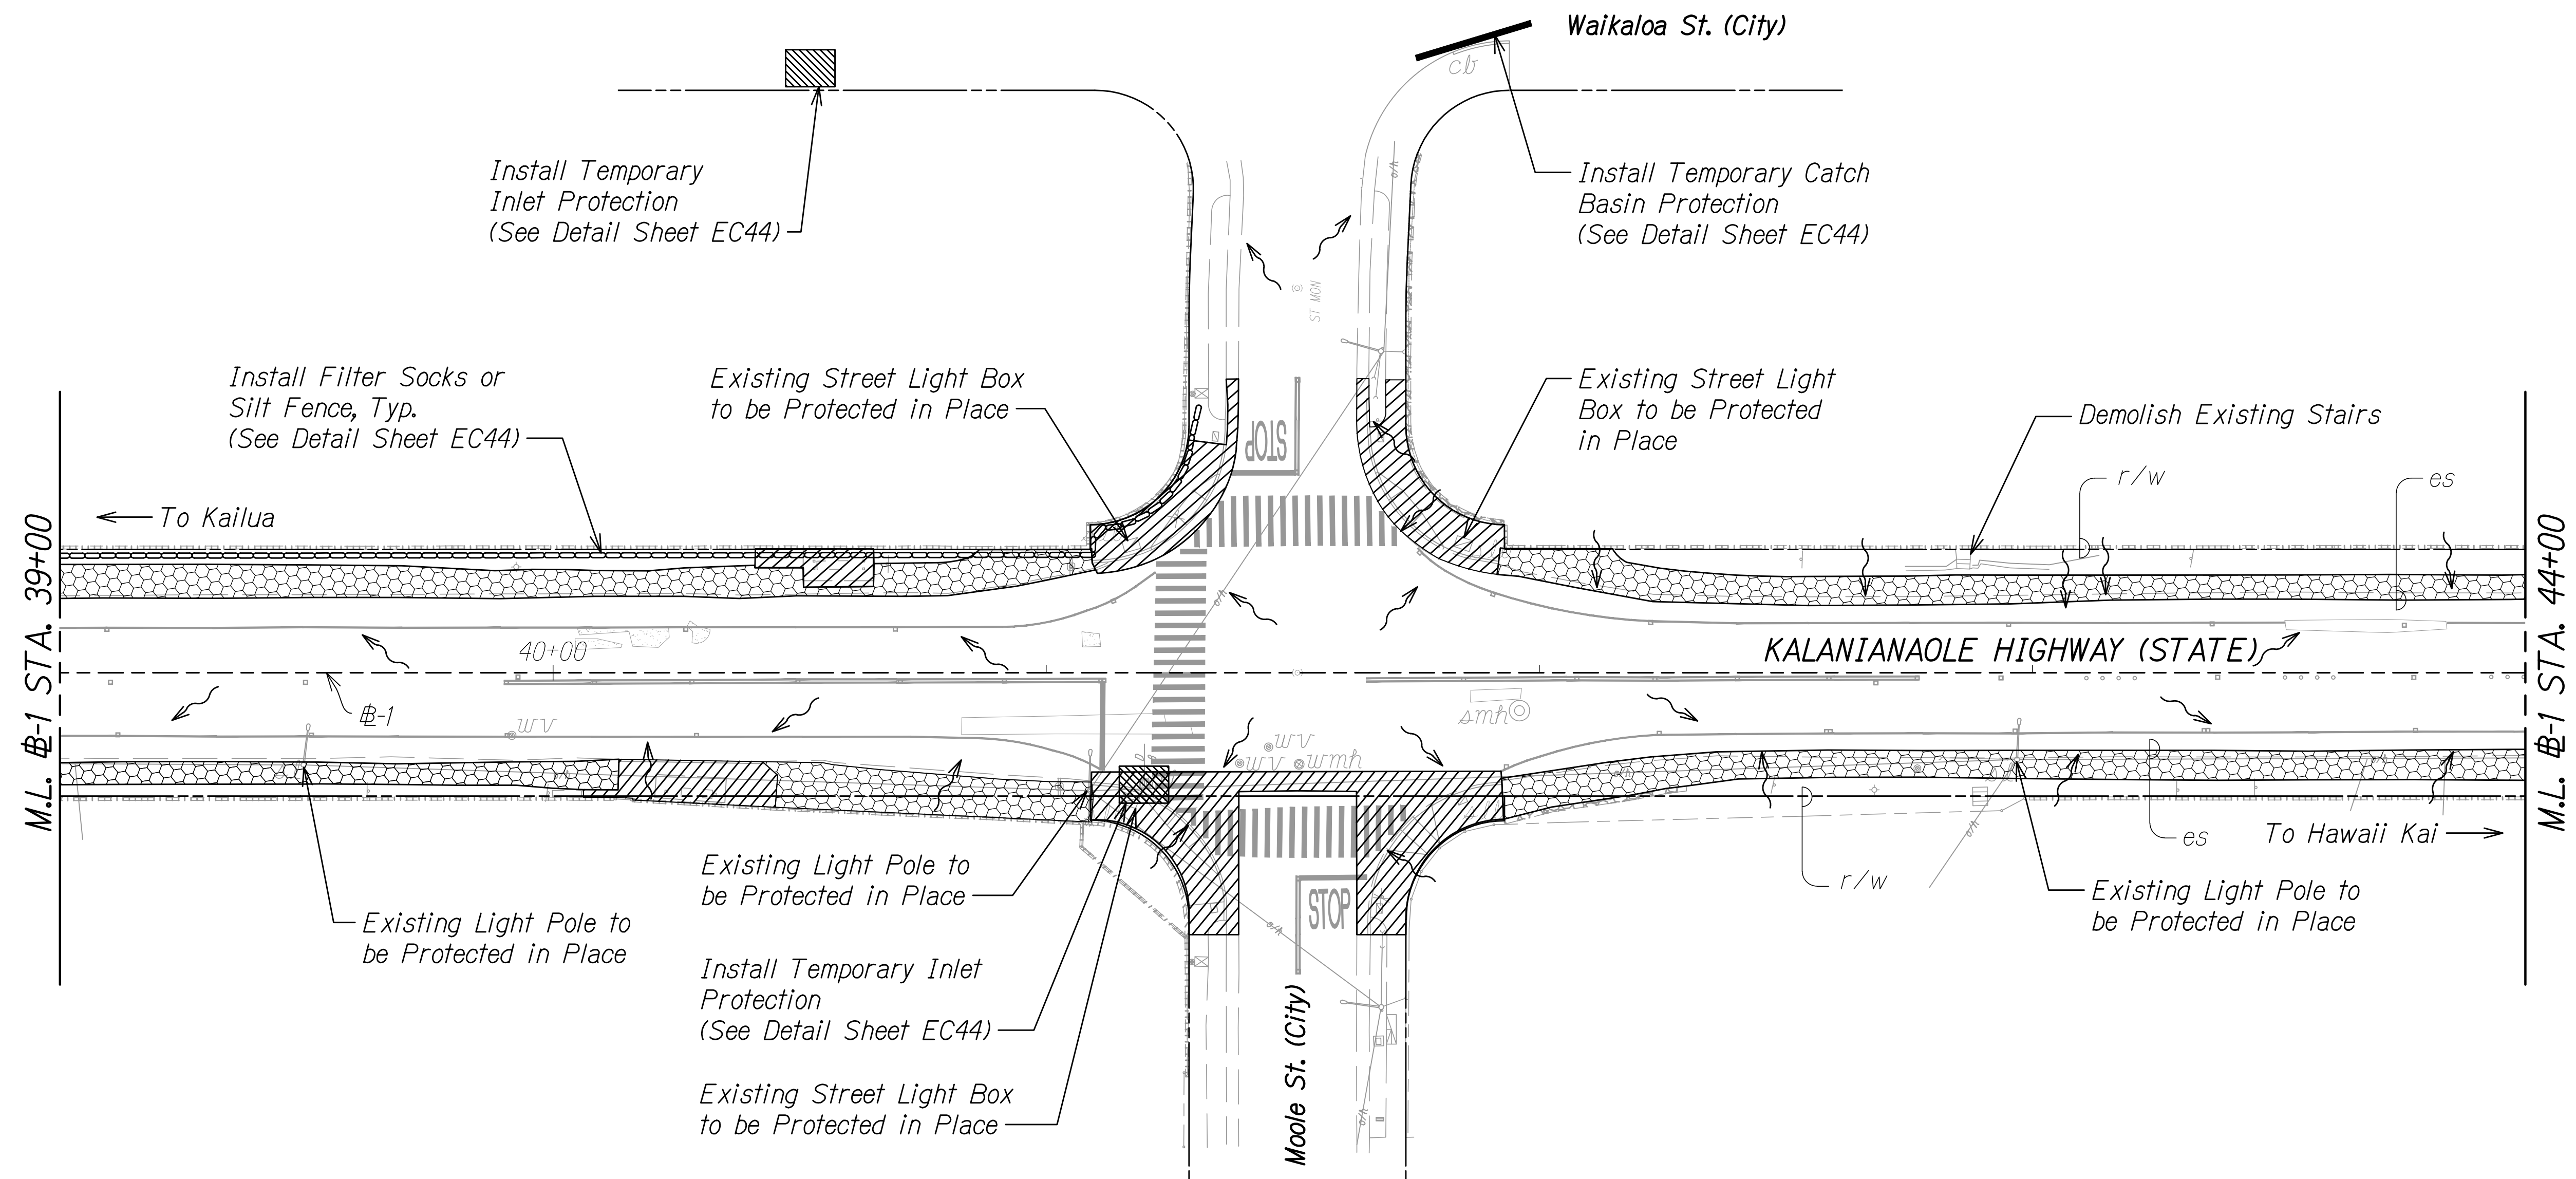 Waikaloa St. (City)
cb
Install Temporary
Inlet Protection
(See Detail Sheet EC44)
Install Temporary Catch
Basin Protection
(See Detail Sheet EC44)
o/h
ST MON
Install Filter Socks or
Silt Fence, Typ.
(See Detail Sheet EC44)
Existing Street Light Box
to be Protected in Place
Existing Street Light
Box to be Protected
in Place
Demolish Existing Stairs
STOP
r/w
es
To Kailua
M.L. B-1 STA. 39+00
M.L. B-1 STA. 44+00
o/h
40+00
KALANIANAOLE HIGHWAY (STATE)
B-1
wv
smh
wv
wv
wmh
o/h
o/h
es
To Hawaii Kai
r/w
o/h
Existing Light Pole to
be Protected in Place
Existing Light Pole to
be Protected in Place
Existing Light Pole to
be Protected in Place
STOP
o/h
Install Temporary Inlet
Protection
(See Detail Sheet EC44)
Existing Street Light Box
to be Protected in Place
Moole St. (City)
o/h